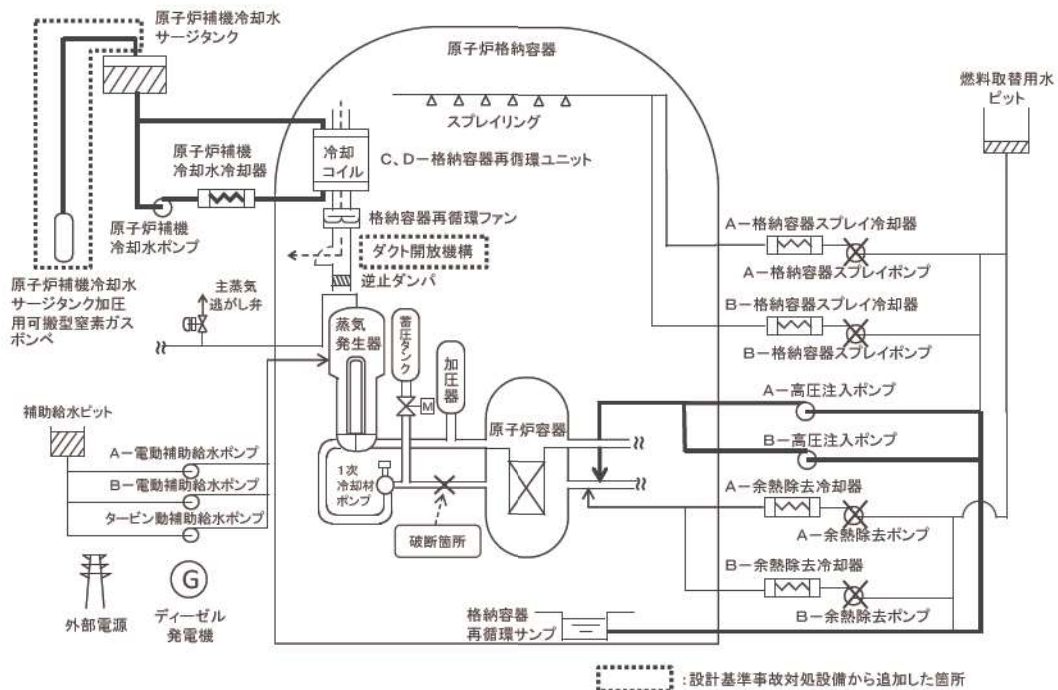 原子炉補機冷却水
サージタンク
原子炉格納容器
燃料取替用水
ピット
スプレイリング
冷却
コイル
C、D－格納容器再循環ユニット
原子炉補機
冷却水冷却器
原子炉補機
冷却水ポンプ
格納容器再循環ファン
ダクト開放機構
逆止ダンパ
A－格納容器スプレイ冷却器
A－格納容器スプレイポンプ
B－格納容器スプレイ冷却器
B－格納容器スプレイポンプ
原子炉補機冷却水
サージタンク加圧
用可搬型窒素ガス
ボンベ
主蒸気
逃がし弁
蒸気
発生器
蓄圧タンク
加圧器
M
原子炉容器
A－高圧注入ポンプ
B－高圧注入ポンプ
補助給水ピット
A－電動補助給水ポンプ
B－電動補助給水ポンプ
タービン動補助給水ポンプ
1次
冷却材
ポンプ
破断箇所
A－余熱除去冷却器
A－余熱除去ポンプ
B－余熱除去冷却器
B－余熱除去ポンプ
外部電源
G
ディーゼル
発電機
格納容器
再循環サンプ
：設計基準事故対処設備から追加した箇所